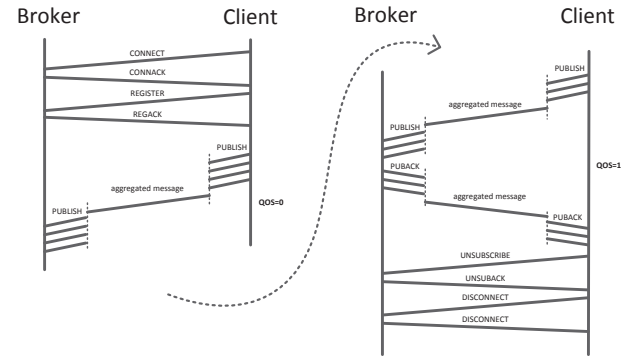 Broker Client
CONNECT
CONNACK
REGISTER
REGACK
PUBLISH
aggregated message
QOS=0
PUBLISH
Broker Client
PUBLISH
aggregated message
PUBLISH
QOS=1
PUBACK
aggregated message
PUBACK
UNSUBSCRIBE
UNSUBACK
DISCONNECT
DISCONNECT